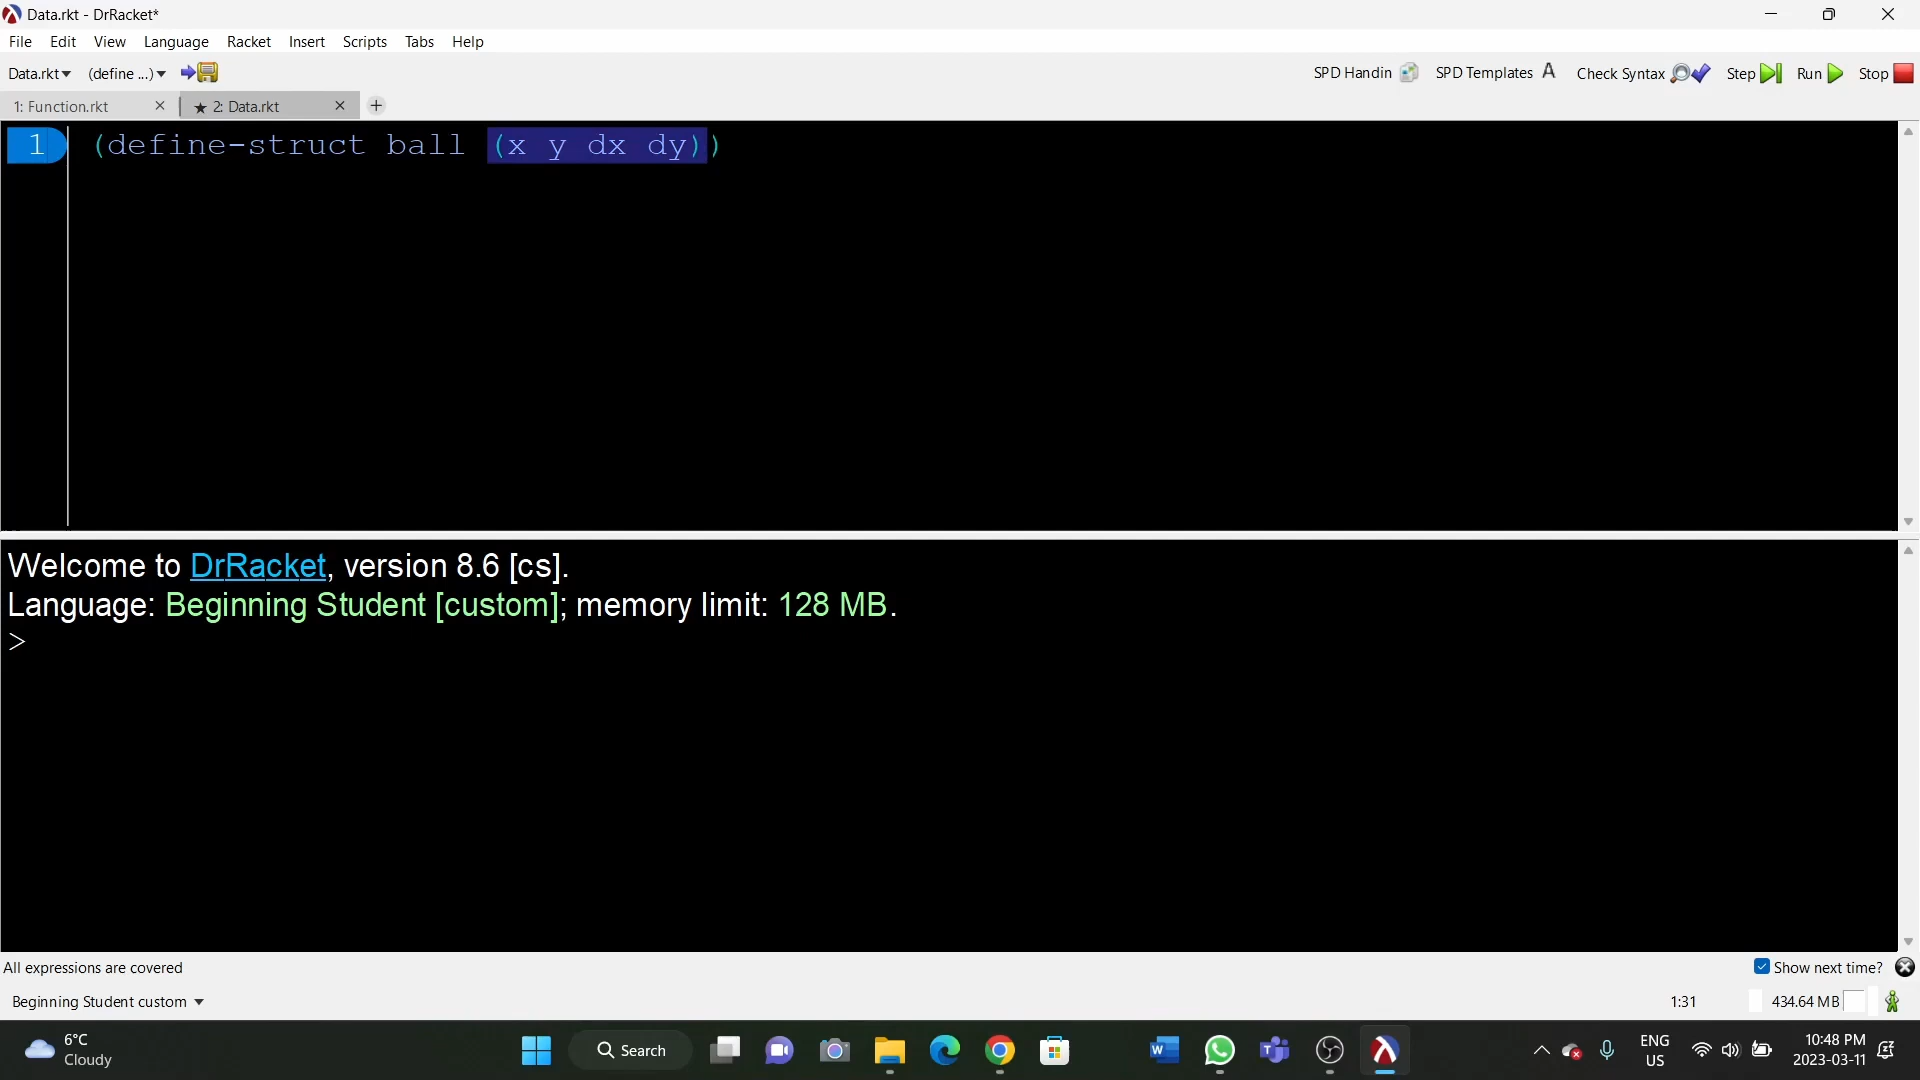 Data.rkt - DrRacket*
File Edit View Language Racket Insert Scripts Tabs Help
Data.rkt (define ...) SPD Handin SPD Templates A Check Syntax Step Run Stop
1: Function.rkt 2: Data.rkt
1 (define-struct ball (x y dx dy))
Welcome to DrRacket, version 8.6 [cs].
Language: Beginning Student [custom]; memory limit: 128 MB.
>
All expressions are covered Show next time?
Beginning Student custom 1:31 434.64 MB
6°C
Cloudy
Search
ENG
US
10:48 PM
2023-03-11